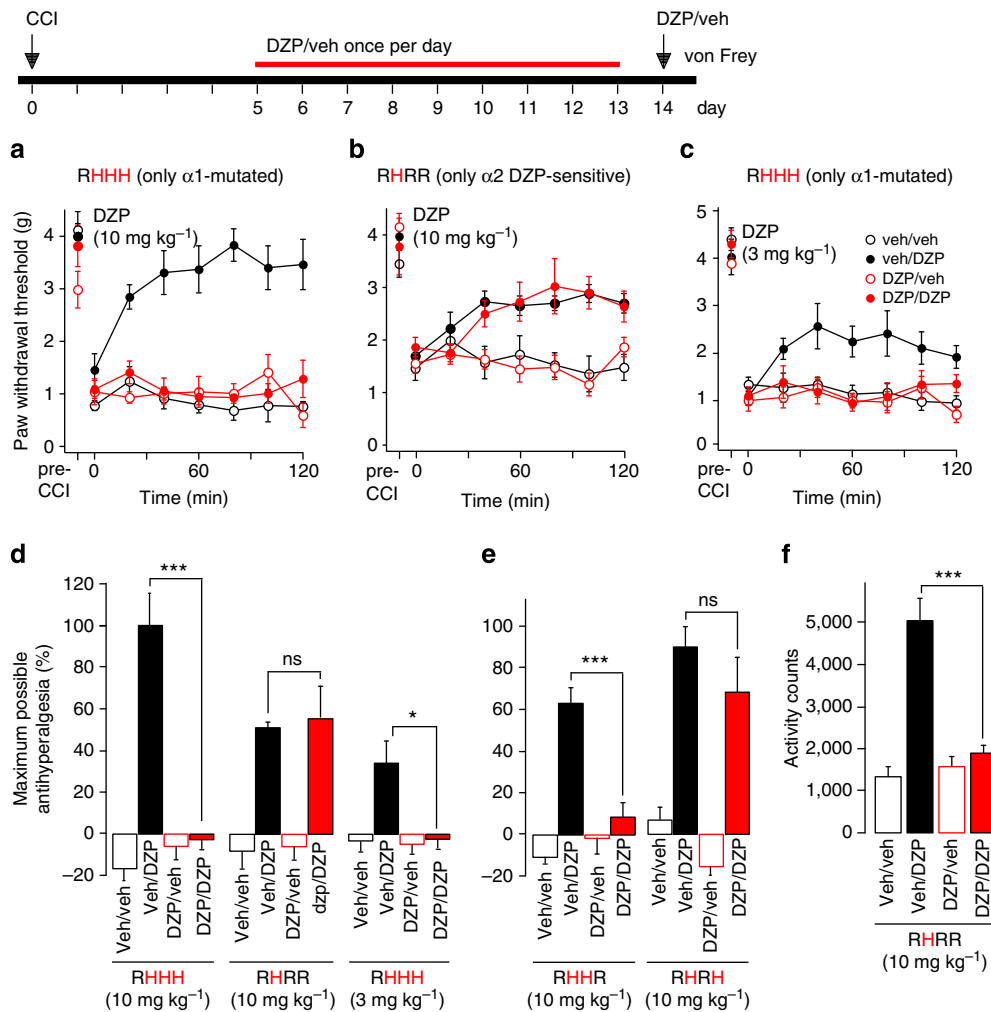 CCI
DZP/veh
DZP/veh once per day
von Frey
0 5 6 7 8 9 10 11 12 13 14 day
a
RHHH (only α1-mutated)
DZP
(10 mg kg⁻¹)
Paw withdrawal threshold (g)
4
3
2
1
0
pre-
CCI
0 60 120
Time (min)
b
RHRR (only α2 DZP-sensitive)
DZP
(10 mg kg⁻¹)
4
3
2
1
0
pre-
CCI
0 60 120
Time (min)
c
RHHH (only α1-mutated)
DZP
(3 mg kg⁻¹)
veh/veh
veh/DZP
DZP/veh
DZP/DZP
5
4
3
2
1
0
pre-
CCI
0 60 120
Time (min)
d
Maximum possible
antihyperalgesia (%)
120
100
80
60
40
20
0
−20
***
ns
*
Veh/veh
Veh/DZP
DZP/veh
DZP/DZP
Veh/veh
Veh/DZP
DZP/veh
dzp/DZP
Veh/veh
Veh/DZP
DZP/veh
DZP/DZP
RHHH
(10 mg kg⁻¹)
RHRR
(10 mg kg⁻¹)
RHHH
(3 mg kg⁻¹)
e
100
80
60
40
20
0
−20
***
ns
Veh/veh
Veh/DZP
DZP/veh
DZP/DZP
Veh/veh
Veh/DZP
DZP/veh
DZP/DZP
RHHR
(10 mg kg⁻¹)
RHRH
(10 mg kg⁻¹)
f
Activity counts
5,000
4,000
3,000
2,000
1,000
0
***
Veh/veh
Veh/DZP
DZP/veh
DZP/DZP
RHRR
(10 mg kg⁻¹)